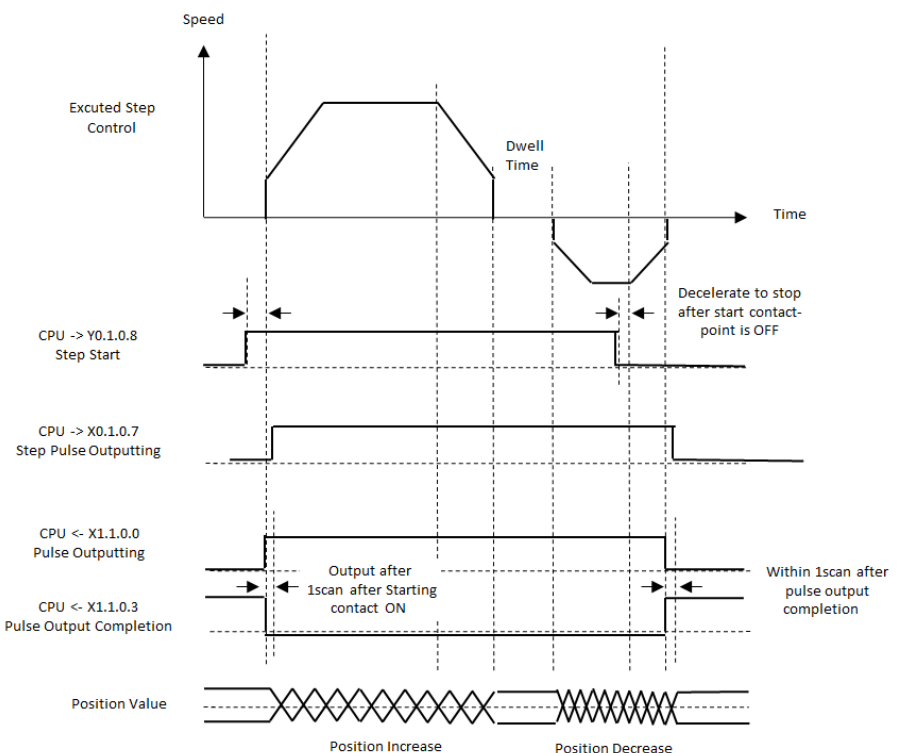 Speed
Excuted Step
Control
Dwell
Time
Time
Decelerate to stop
after start contact-
point is OFF
CPU -> Y0.1.0.8
Step Start
CPU -> X0.1.0.7
Step Pulse Outputting
CPU <- X1.1.0.0
Pulse Outputting
Output after
1scan after Starting
contact ON
Within 1scan after
pulse output
completion
CPU <- X1.1.0.3
Pulse Output Completion
Position Value
Position Increase
Position Decrease